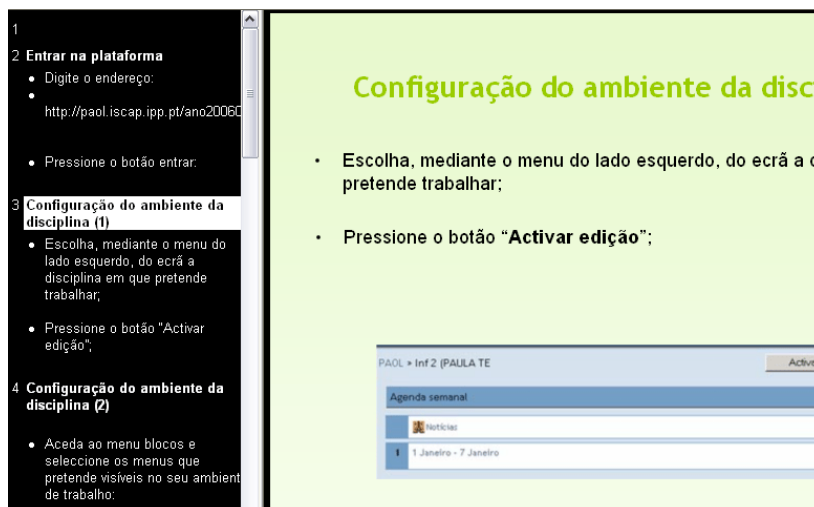 1
2 Entrar na plataforma
• Digite o endereço:
•
http://paol.iscap.ipp.pt/ano2006
• Pressione o botão entrar:
3 Configuração do ambiente da
disciplina (1)
• Escolha, mediante o menu do
lado esquerdo, do ecrã a
disciplina em que pretende
trabalhar;
• Pressione o botão "Activar
edição";
4 Configuração do ambiente da
disciplina (2)
• Aceda ao menu blocos e
seleccione os menus que
pretende visíveis no seu ambient
de trabalho:
Configuração do ambiente da disc
• Escolha, mediante o menu do lado esquerdo, do ecrã a
pretende trabalhar;
• Pressione o botão “Activar edição”;
PAOL > Inf 2 (PAULA TE
Active
Agenda semanal
Notícias
1 1 Janeiro - 7 Janeiro